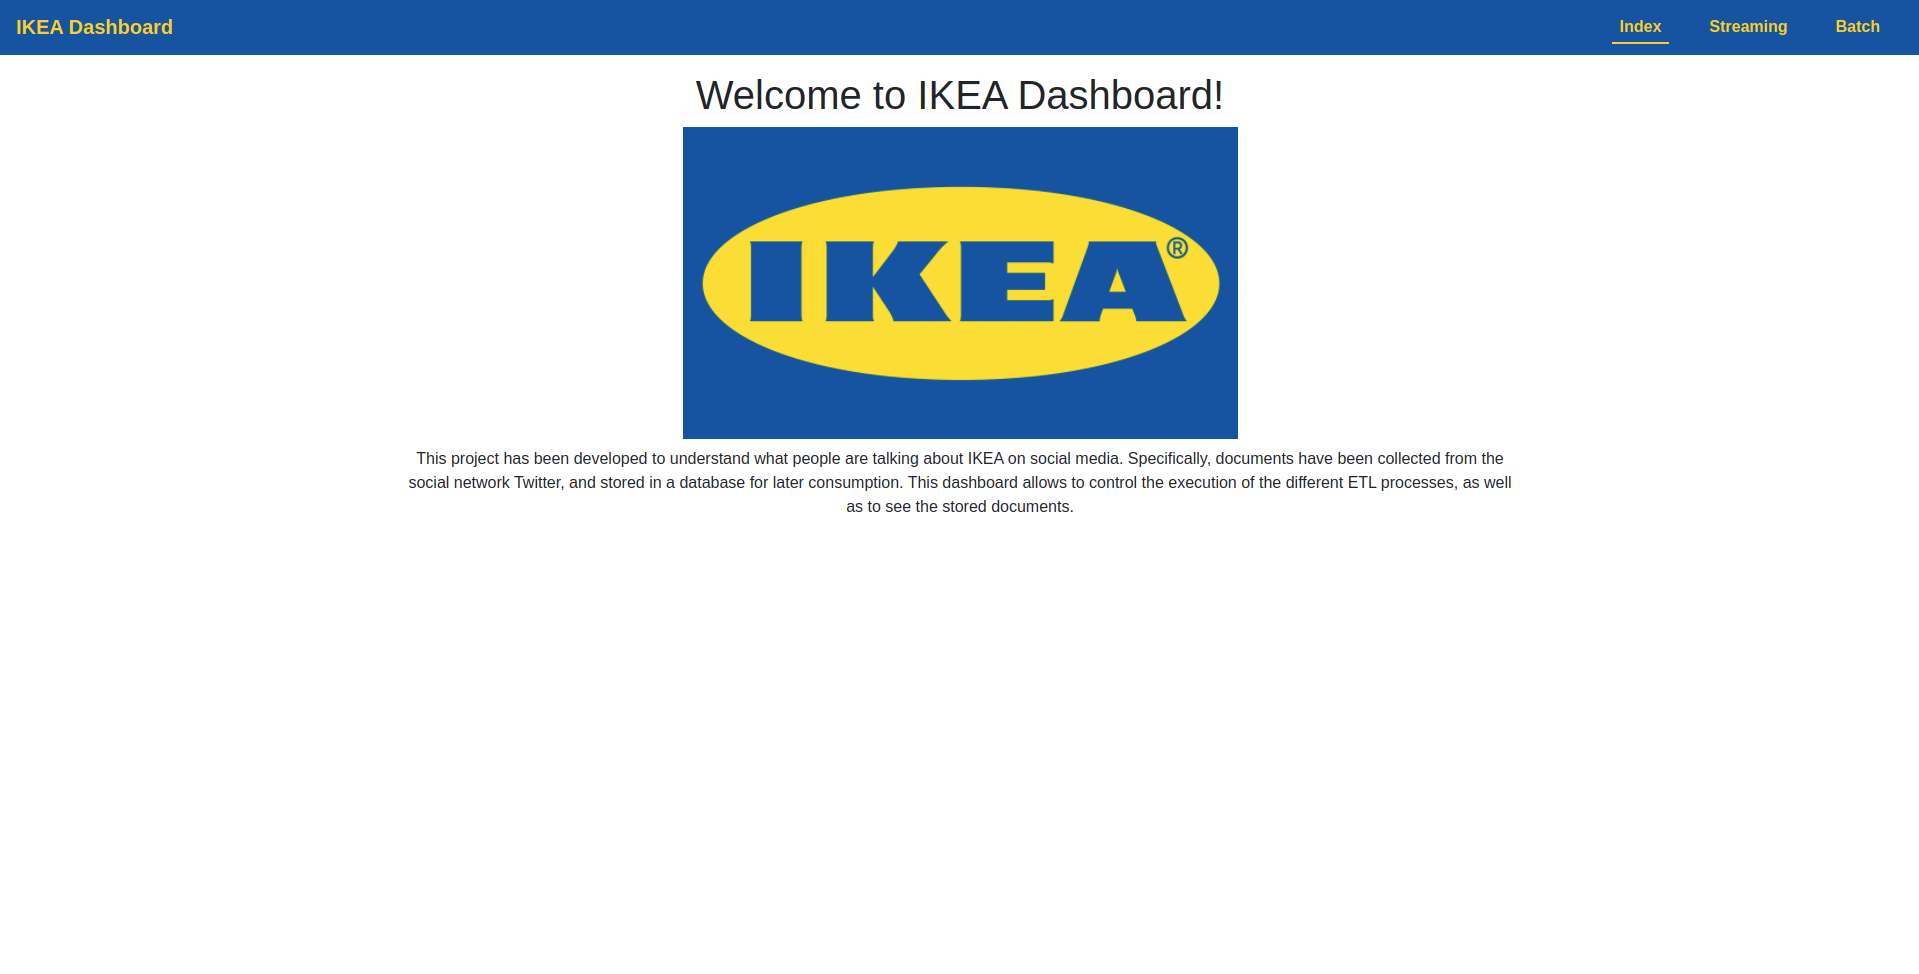 IKEA Dashboard
Index Streaming Batch
Welcome to IKEA Dashboard!
IKEA®
This project has been developed to understand what people are talking about IKEA on social media. Specifically, documents have been collected from the
social network Twitter, and stored in a database for later consumption. This dashboard allows to control the execution of the different ETL processes, as well
as to see the stored documents.